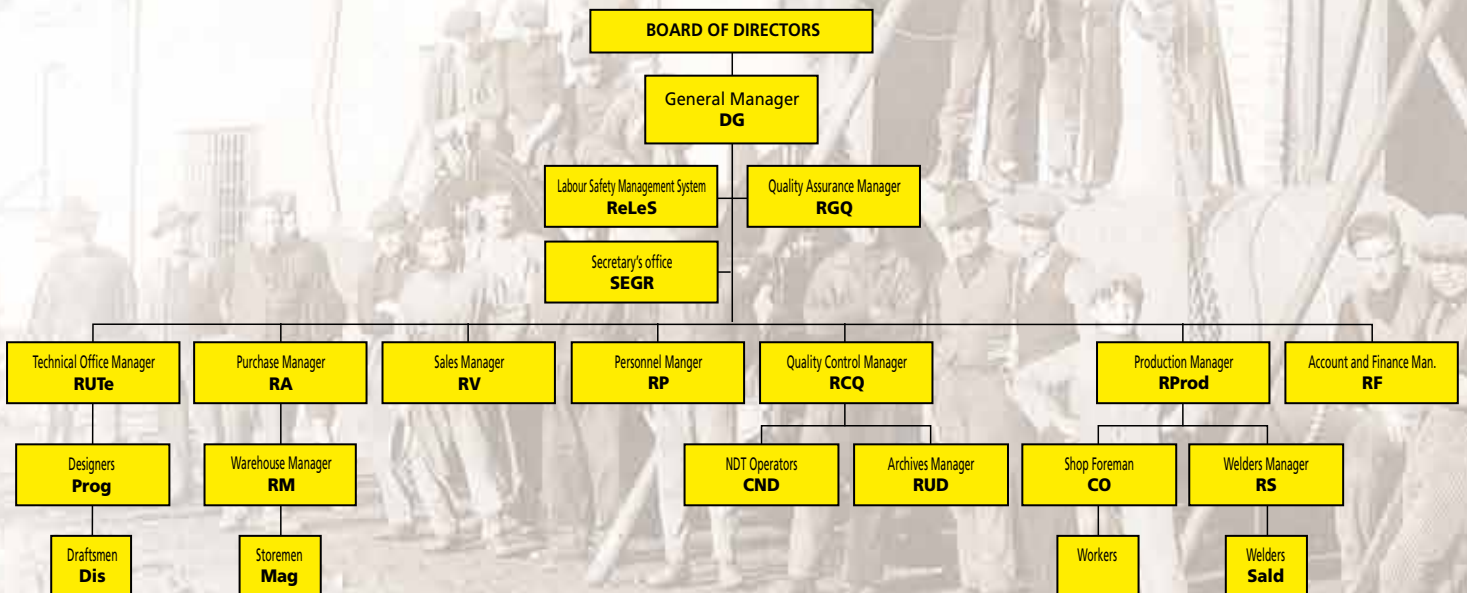 BOARD OF DIRECTORS
General Manager
DG
Labour Safety Management System
ReLeS
Quality Assurance Manager
RGQ
Secretary's office
SEGR
Technical Office Manager
RUTe
Purchase Manager
RA
Sales Manager
RV
Personnel Manger
RP
Quality Control Manager
RCQ
Production Manager
RProd
Account and Finance Man.
RF
Designers
Prog
Warehouse Manager
RM
NDT Operators
CND
Archives Manager
RUD
Shop Foreman
CO
Welders Manager
RS
Draftsmen
Dis
Storemen
Mag
Workers
Welders
Sald